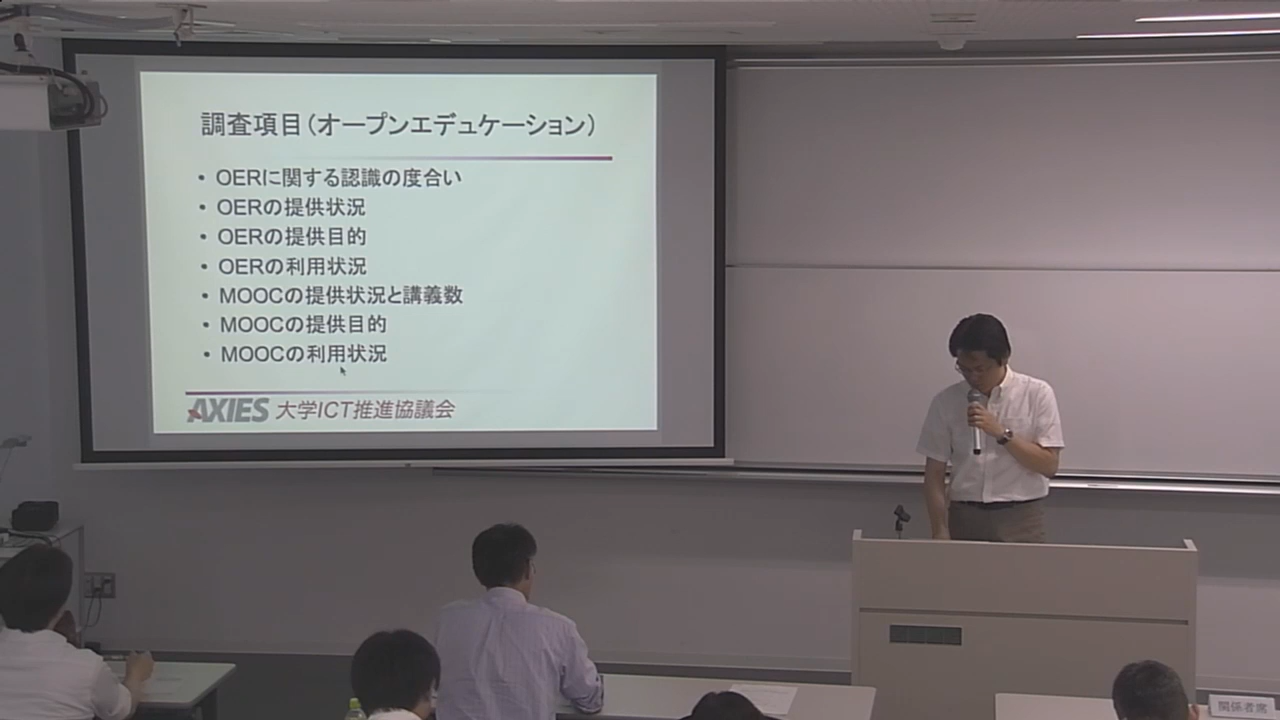 調査項目(オープンエデュケーション)
• OERに関する認識の度合い
• OERの提供状況
• OERの提供目的
• OERの利用状況
• MOOCの提供状況と講義数
• MOOCの提供目的
• MOOCの利用状況
AXIES 大学ICT推進協議会
関係者席